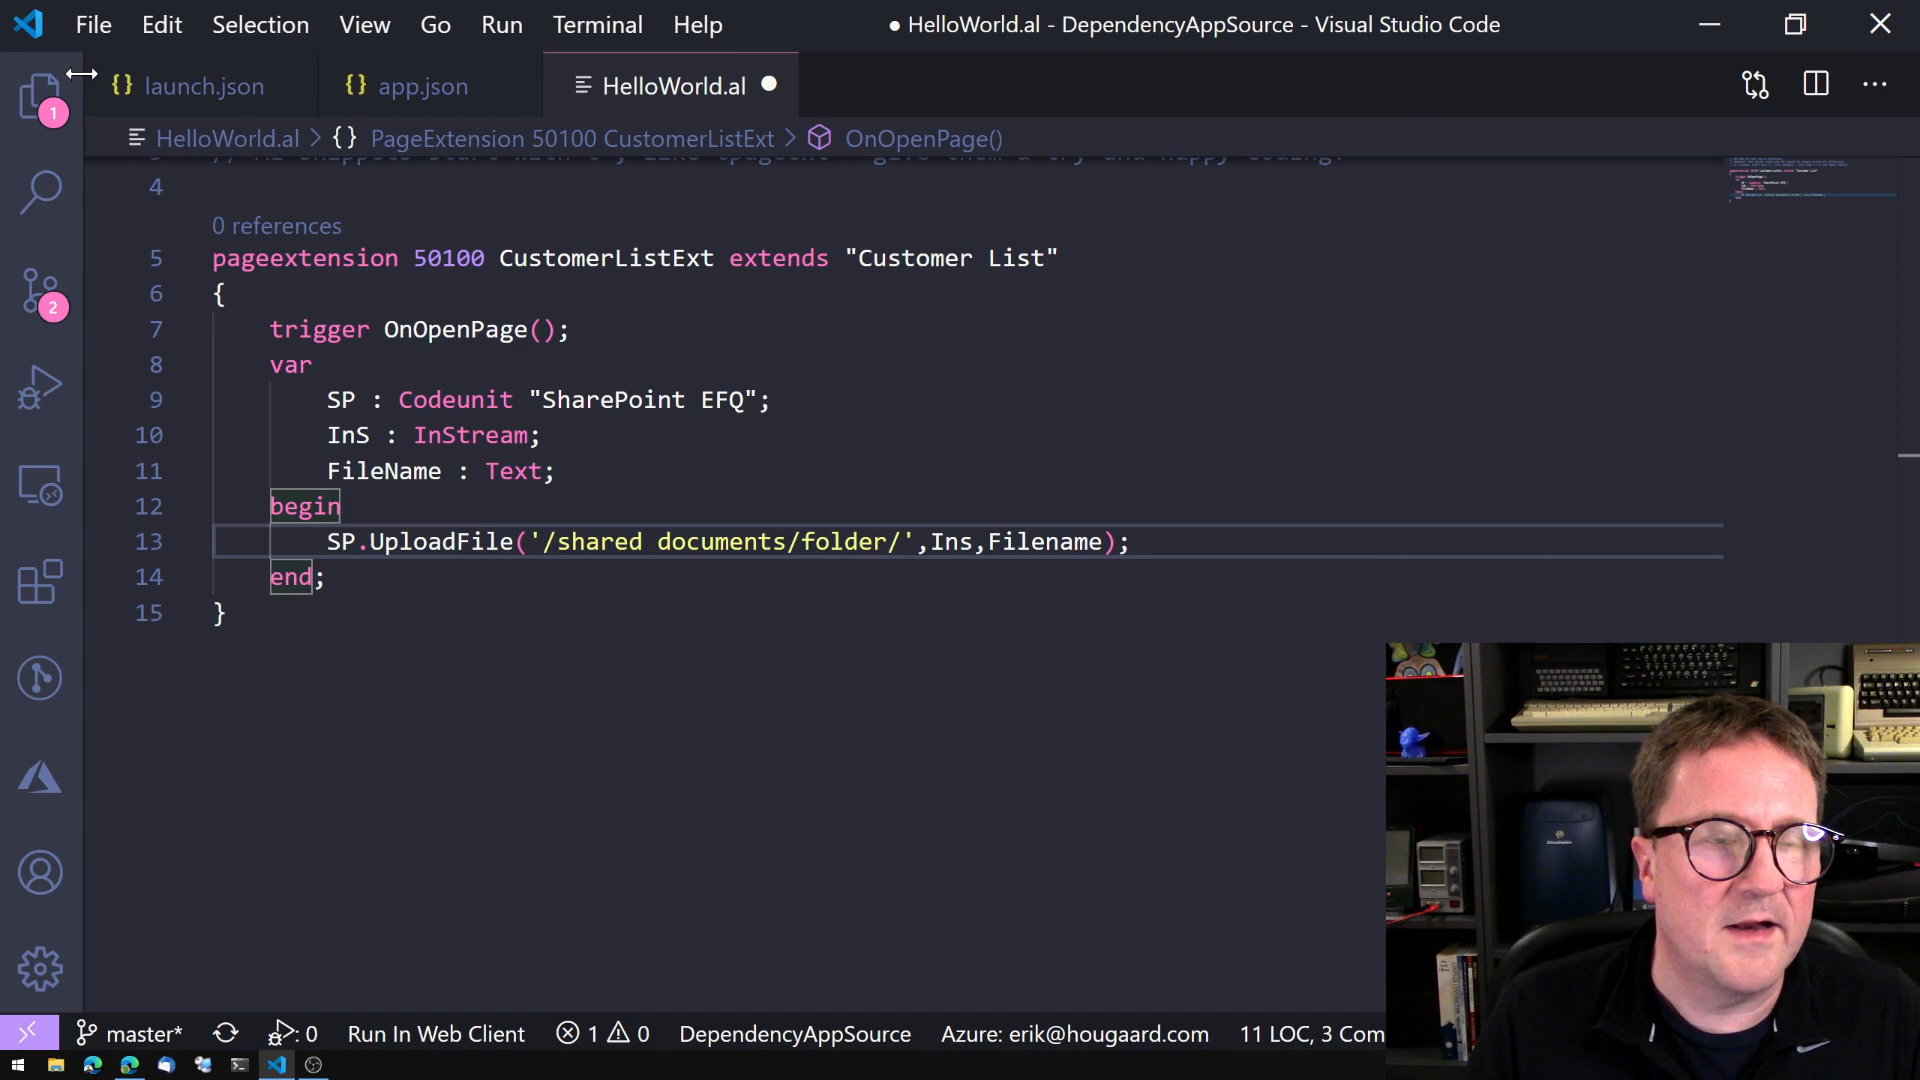 File Edit Selection View Go Run Terminal Help ● HelloWorld.al - DependencyAppSource - Visual Studio Code
{} launch.json {} app.json HelloWorld.al
HelloWorld.al > {} PageExtension 50100 CustomerListExt > OnOpenPage()
4
0 references
5 pageextension 50100 CustomerListExt extends "Customer List"
6 {
7 trigger OnOpenPage();
8 var
9 SP : Codeunit "SharePoint EFQ";
10 InS : InStream;
11 FileName : Text;
12 begin
13 SP.UploadFile('/shared documents/folder/',Ins,Filename);
14 end;
15 }
1
2
master* 0 Run In Web Client 1 0 DependencyAppSource Azure: erik@hougaard.com 11 LOC, 3 Com